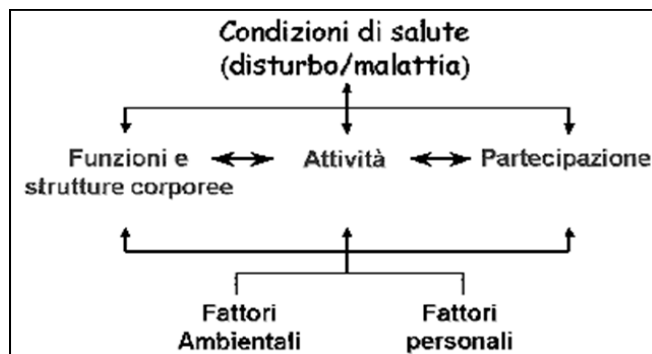 Condizioni di salute
(disturbo/malattia)
Funzioni e
strutture corporee
Attività
Partecipazione
Fattori
Ambientali
Fattori
personali